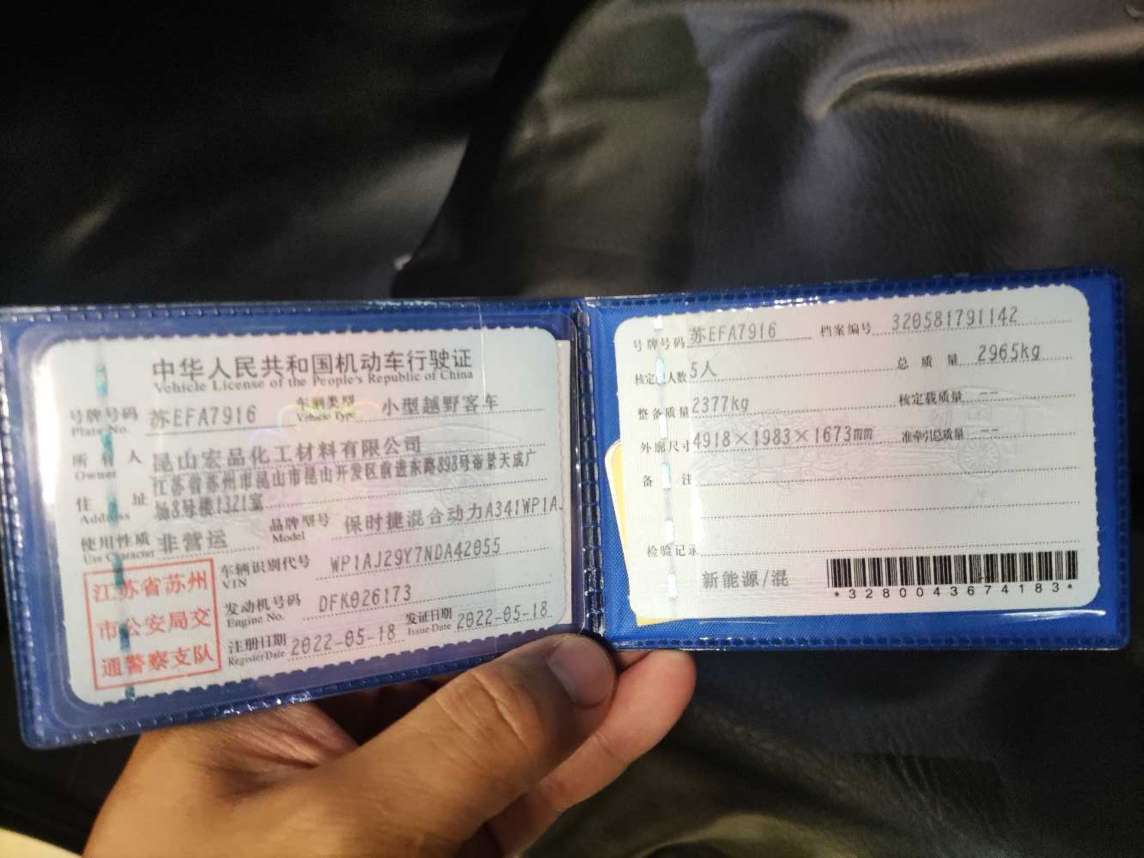 中华人民共和国机动车行驶证
Vehicle License of the People's Republic of China
号牌号码 苏EFA7916 车辆类型 小型越野客车
Plate No. Vehicle Type
所有人 昆山宏品化工材料有限公司
Owner
住址 江苏省苏州市昆山市昆山开发区前进东路898号帝景天成广
Address 场8号楼1321室
使用性质 非营运 品牌型号 保时捷混合动力A341WP1A
Use Character Model
车辆识别代号 WP1AJ29Y7NDA42055
VIN
发动机号码 DFK026173
Engine No.
注册日期 2022-05-18 发证日期 2022-05-18
Register Date Issue Date
江苏省苏州
市公安局交
通警察支队
号牌号码 苏EFA7916 档案编号 320581791142
核定人数 5人 总质量 2965kg
整备质量 2377kg 核定载质量 --
外廓尺寸 4918×1983×1673mm 准牵引总质量 --
备注
检验记录
新能源/混
*3280043674183*